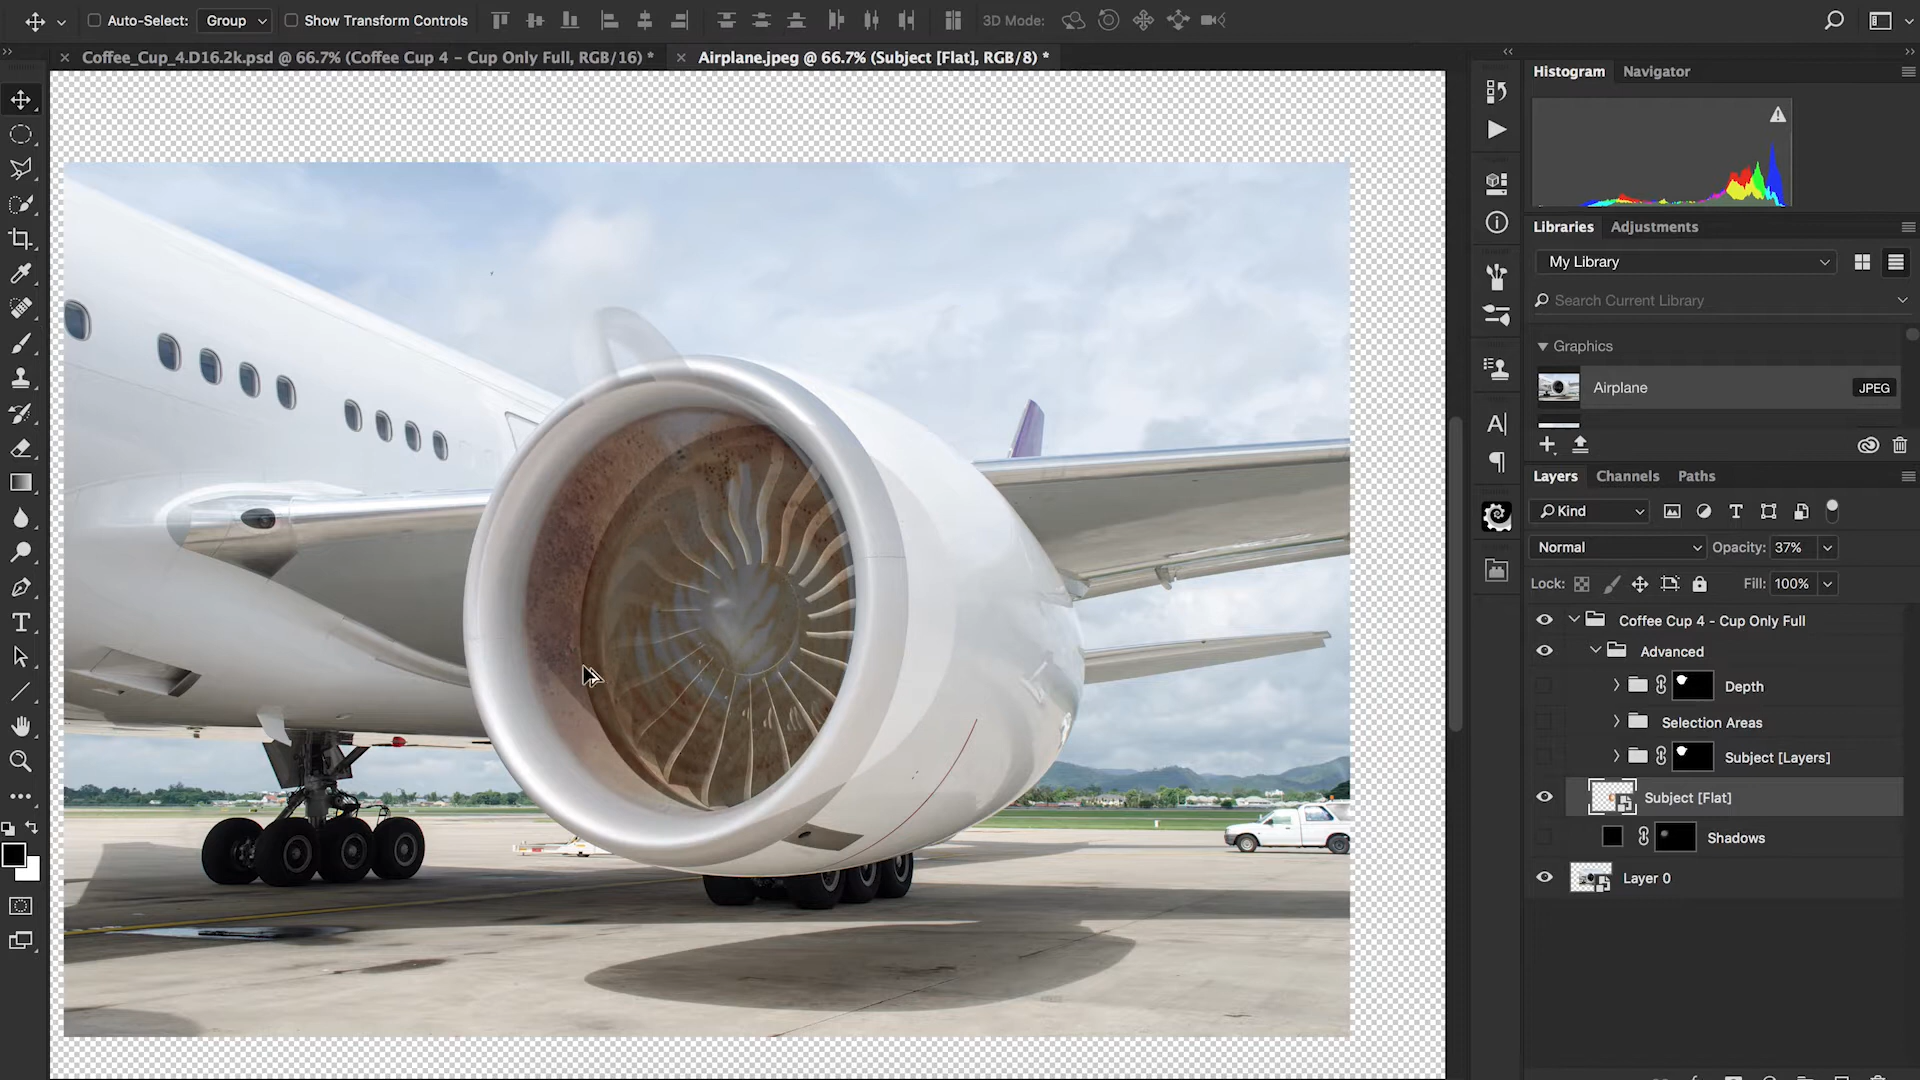 Auto-Select: Group Show Transform Controls 3D Mode:
Coffee_Cup_4.D16.2k.psd @ 66.7% (Coffee Cup 4 - Cup Only Full, RGB/16) *
Airplane.jpeg @ 66.7% (Subject [Flat], RGB/8) *
Histogram Navigator
Libraries Adjustments
My Library
Search Current Library
Graphics
Airplane JPEG
Layers Channels Paths
Kind
Normal Opacity: 37%
Lock: Fill: 100%
Coffee Cup 4 - Cup Only Full
Advanced
Depth
Selection Areas
Subject [Layers]
Subject [Flat]
Shadows
Layer 0